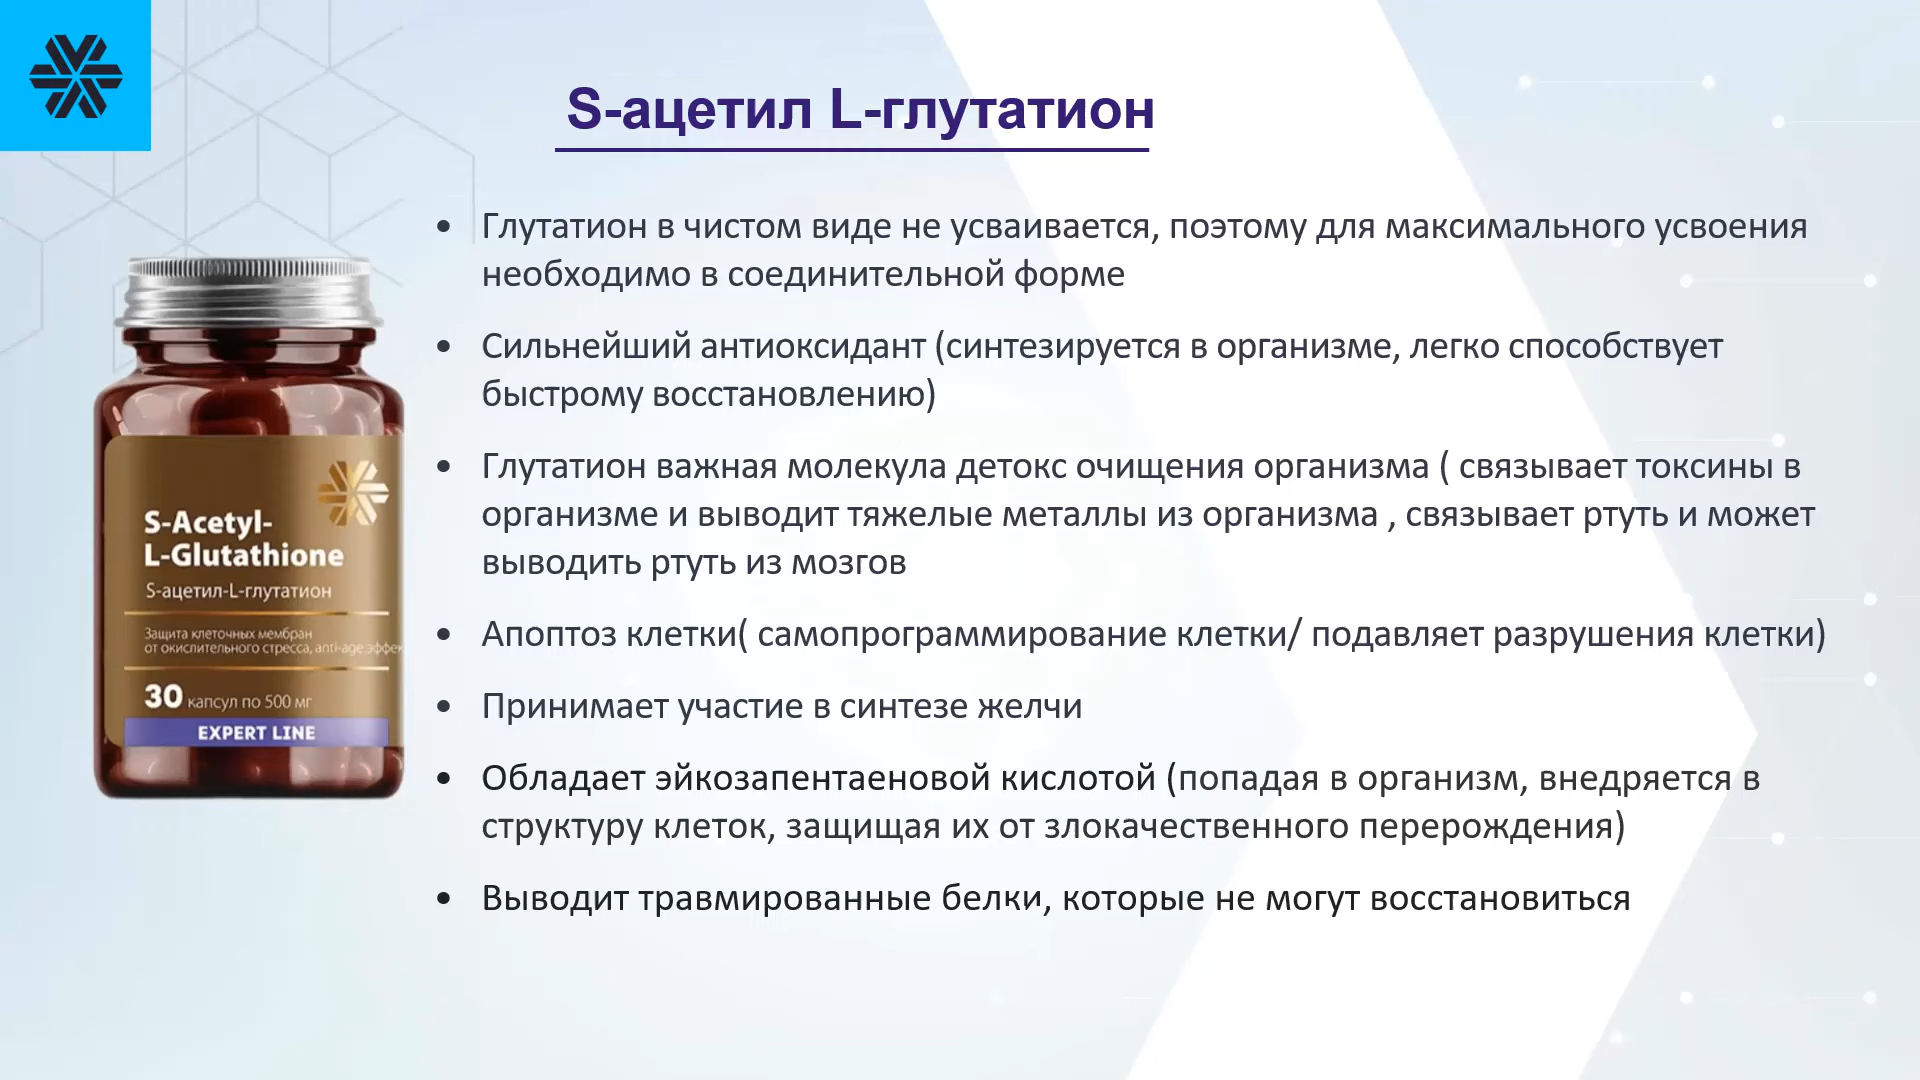 S-ацетил L-глутатион
• Глутатион в чистом виде не усваивается, поэтому для максимального усвоения
необходимо в соединительной форме
• Сильнейший антиоксидант (синтезируется в организме, легко способствует
быстрому восстановлению)
• Глутатион важная молекула детокс очищения организма ( связывает токсины в
организме и выводит тяжелые металлы из организма , связывает ртуть и может
выводить ртуть из мозгов
• Апоптоз клетки( самопрограммирование клетки/ подавляет разрушения клетки)
• Принимает участие в синтезе желчи
• Обладает эйкозапентаеновой кислотой (попадая в организм, внедряется в
структуру клеток, защищая их от злокачественного перерождения)
• Выводит травмированные белки, которые не могут восстановиться
S-Acetyl-
L-Glutathione
S-ацетил-L-глутатион
Защита клеточных мембран
от окислительного стресса, anti-age
30 капсул по 500 мг
EXPERT LINE